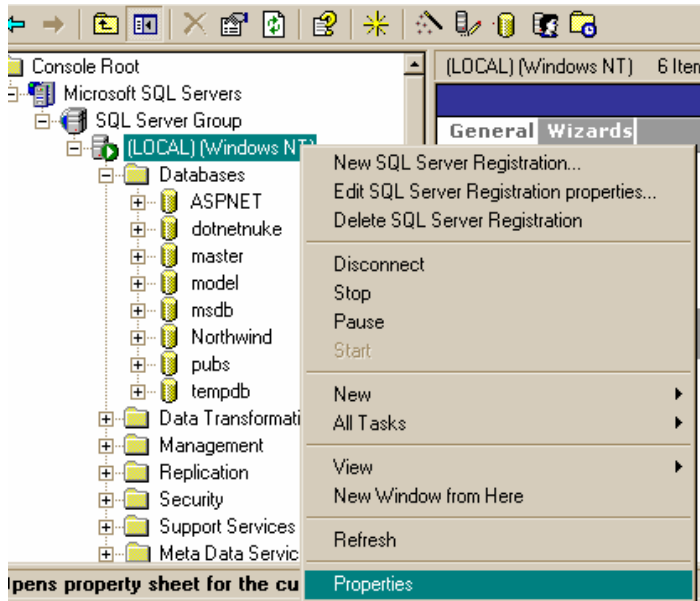 Console Root
Microsoft SQL Servers
SQL Server Group
(LOCAL) (Windows NT)
Databases
ASPNET
dotnetnuke
master
model
msdb
Northwind
pubs
tempdb
Data Transformati
Management
Replication
Security
Support Services
Meta Data Servic
pens property sheet for the cu
(LOCAL) (Windows NT) 6 Iten
General Wizards
New SQL Server Registration...
Edit SQL Server Registration properties...
Delete SQL Server Registration
Disconnect
Stop
Pause
Start
New
All Tasks
View
New Window from Here
Refresh
Properties